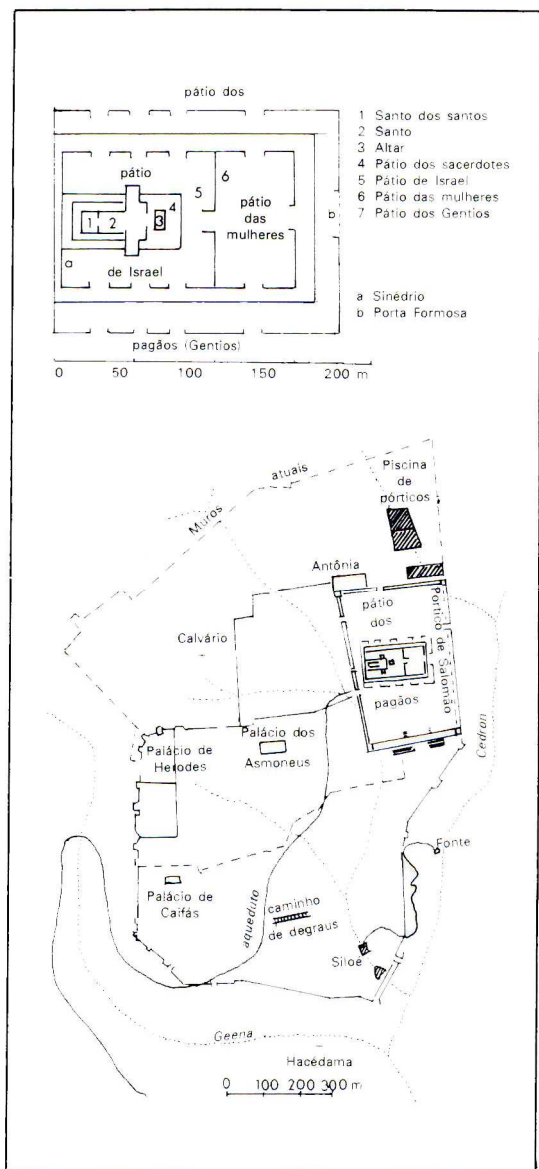 pátio dos
1 Santo dos santos
2 Santo
3 Altar
4 Pátio dos sacerdotes
5 Pátio de Israel
6 Pátio das mulheres
7 Pátio dos Gentios
a Sinédrio
b Porta Formosa
pátio
6
5
4
pátio
das
mulheres
b
1 2
3
a
de Israel
pagãos (Gentios)
0 50 100 150 200 m
Muros atuais
Piscina
de
pórticos
Antônia
pátio
dos
Pórtico de Salomão
Calvário
pagãos
Cedron
Palácio de
Herodes
Palácio dos
Asmoneus
Fonte
Palácio de
Caifás
aqueduto
caminho
de degraus
Siloé
Geena
Hacédama
0 100 200 300 m